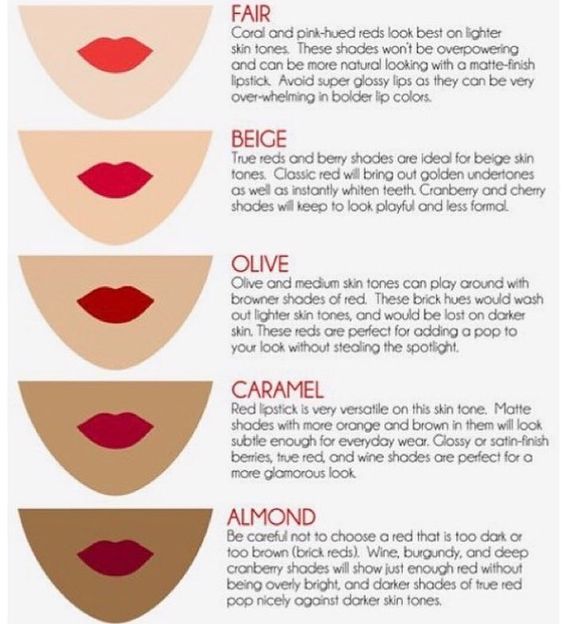 FAIR
Coral and pink-hued reds look best on lighter
skin tones. These shades won't be overpowering
and can be more natural looking with a matte-finish
lipstick. Avoid super glossy lips as they can be very
over-whelming in bolder lip colors.
BEIGE
True reds and berry shades are ideal for beige skin
tones. Classic red will bring out golden undertones
as well as instantly whiten teeth. Cranberry and cherry
shades will keep to look playful and less formal.
OLIVE
Olive and medium skin tones can play around with
browner shades of red. These brick hues would wash
out lighter skin tones, and would be lost on darker
skin. These reds are perfect for adding a pop to
your look without stealing the spotlight.
CARAMEL
Red lipstick is very versatile on this skin tone. Matte
shades with more orange and brown in them will look
subtle enough for everyday wear. Glossy or satin-finish
berries, true red, and wine shades are perfect for a
more glamorous look.
ALMOND
Be careful not to choose a red that is too dark or
too brown (brick reds). Wine, burgundy, and deep
cranberry shades will show just enough red without
being overly bright, and darker shades of true red
pop nicely against darker skin tones.